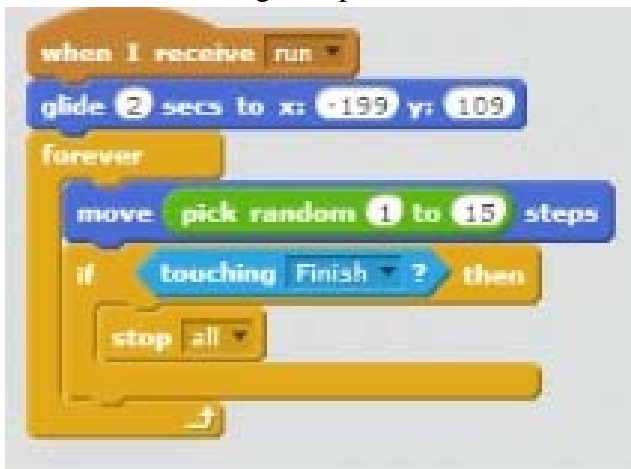 when I receive run
glide 2 secs to x: -199 y: 109
forever
move pick random 1 to 15 steps
if touching Finish ? then
stop all